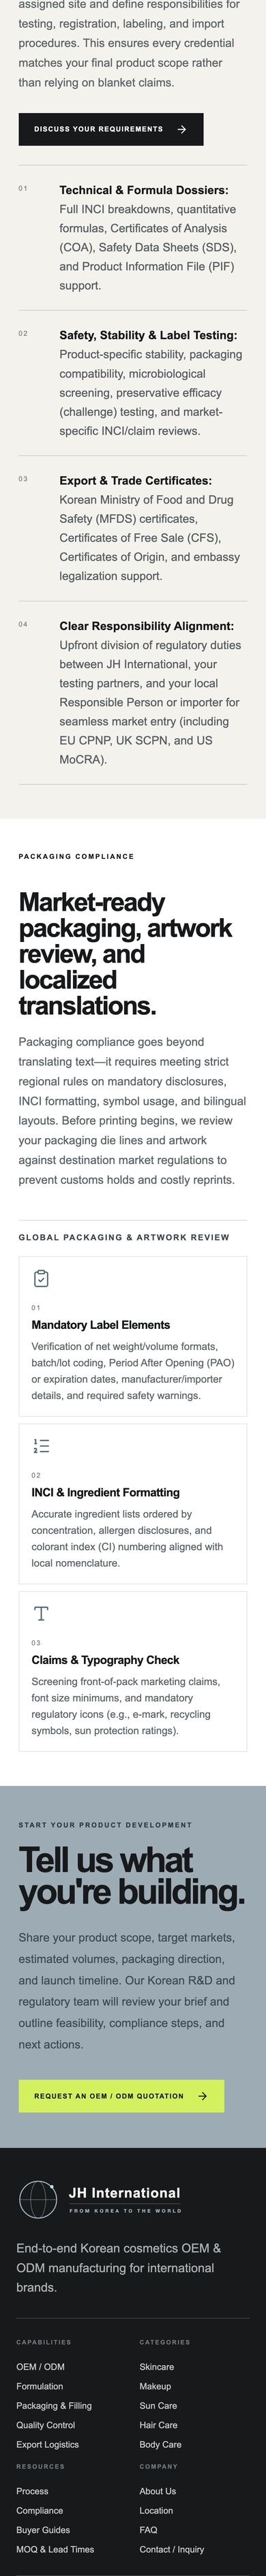 assigned site and define responsibilities for
testing, registration, labeling, and import
procedures. This ensures every credential
matches your final product scope rather
than relying on blanket claims.
DISCUSS YOUR REQUIREMENTS →
01
Technical & Formula Dossiers:
Full INCI breakdowns, quantitative
formulas, Certificates of Analysis
(COA), Safety Data Sheets (SDS),
and Product Information File (PIF)
support.
02
Safety, Stability & Label Testing:
Product-specific stability, packaging
compatibility, microbiological
screening, preservative efficacy
(challenge) testing, and market-
specific INCI/claim reviews.
03
Export & Trade Certificates:
Korean Ministry of Food and Drug
Safety (MFDS) certificates,
Certificates of Free Sale (CFS),
Certificates of Origin, and embassy
legalization support.
04
Clear Responsibility Alignment:
Upfront division of regulatory duties
between JH International, your
testing partners, and your local
Responsible Person or importer for
seamless market entry (including
EU CPNP, UK SCPN, and US
MoCRA).
PACKAGING COMPLIANCE
Market-ready
packaging, artwork
review, and
localized
translations.
Packaging compliance goes beyond
translating text—it requires meeting strict
regional rules on mandatory disclosures,
INCI formatting, symbol usage, and bilingual
layouts. Before printing begins, we review
your packaging die lines and artwork
against destination market regulations to
prevent customs holds and costly reprints.
GLOBAL PACKAGING & ARTWORK REVIEW
01
Mandatory Label Elements
Verification of net weight/volume formats,
batch/lot coding, Period After Opening (PAO)
or expiration dates, manufacturer/importer
details, and required safety warnings.
02
INCI & Ingredient Formatting
Accurate ingredient lists ordered by
concentration, allergen disclosures, and
colorant index (CI) numbering aligned with
local nomenclature.
03
Claims & Typography Check
Screening front-of-pack marketing claims,
font size minimums, and mandatory
regulatory icons (e.g., e-mark, recycling
symbols, sun protection ratings).
START YOUR PRODUCT DEVELOPMENT
Tell us what
you're building.
Share your product scope, target markets,
estimated volumes, packaging direction,
and launch timeline. Our Korean R&D and
regulatory team will review your brief and
outline feasibility, compliance steps, and
next actions.
REQUEST AN OEM / ODM QUOTATION →
JH International
FROM KOREA TO THE WORLD
End-to-end Korean cosmetics OEM &
ODM manufacturing for international
brands.
CAPABILITIES
OEM / ODM
Formulation
Packaging & Filling
Quality Control
Export Logistics
CATEGORIES
Skincare
Makeup
Sun Care
Hair Care
Body Care
RESOURCES
Process
Compliance
Buyer Guides
MOQ & Lead Times
COMPANY
About Us
Location
FAQ
Contact / Inquiry